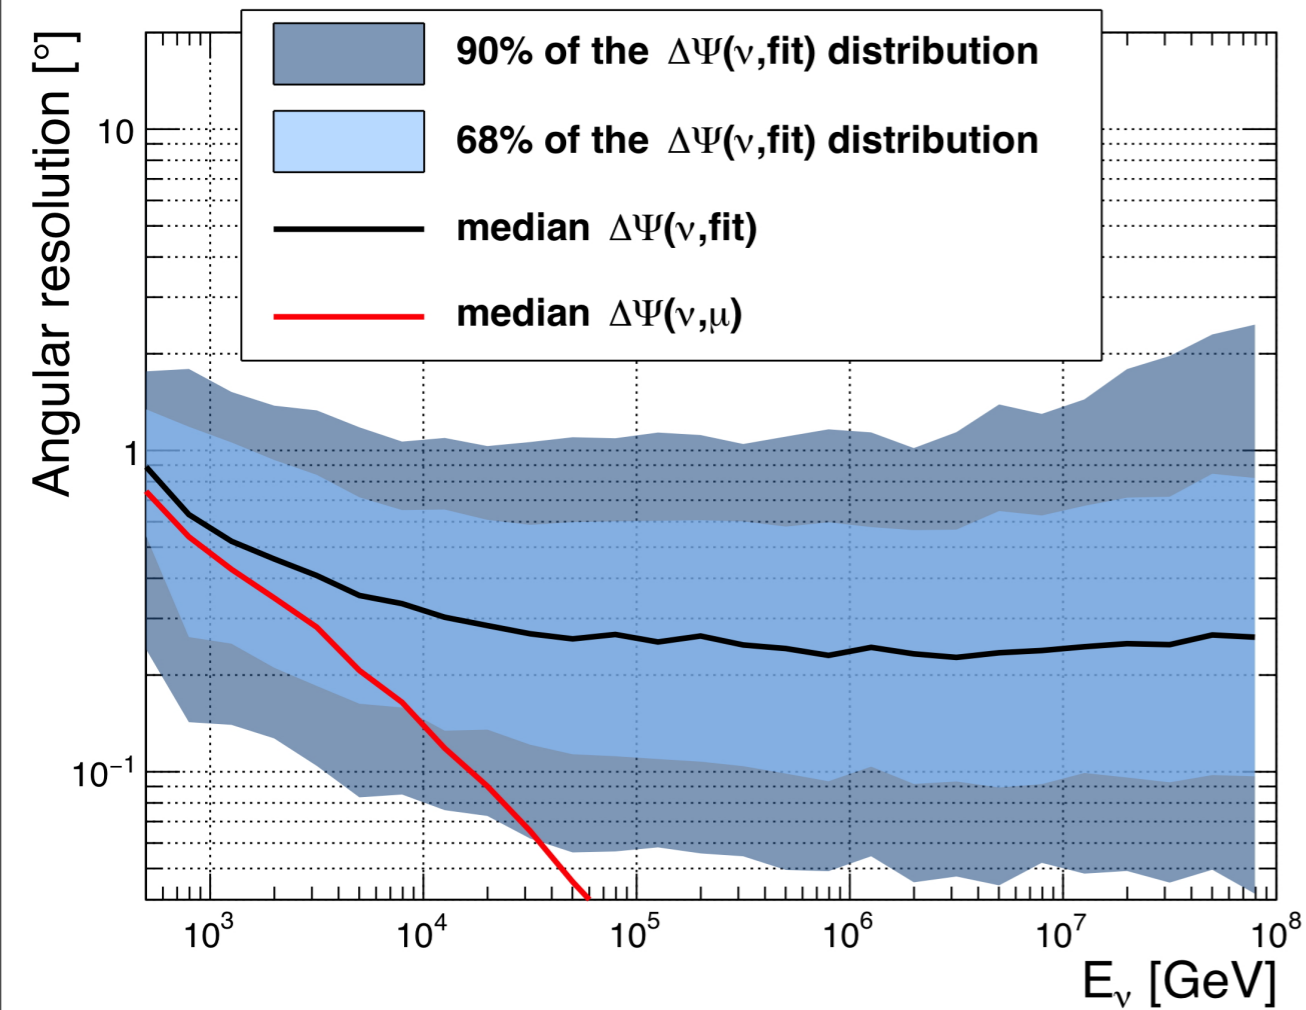 90% of the ΔΨ(ν,fit) distribution
68% of the ΔΨ(ν,fit) distribution
median ΔΨ(ν,fit)
median ΔΨ(ν,μ)
Angular resolution [°]
10
1
10⁻¹
10³ 10⁴ 10⁵ 10⁶ 10⁷ 10⁸
Eᵥ [GeV]